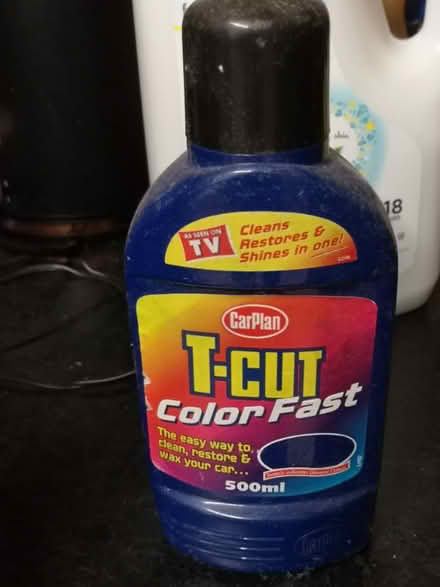 AS SEEN ON
TV
Cleans
Restores &
Shines in one!
CarPlan
T-CUT
Color Fast
The easy way to
clean, restore &
wax your car...
500ml
18